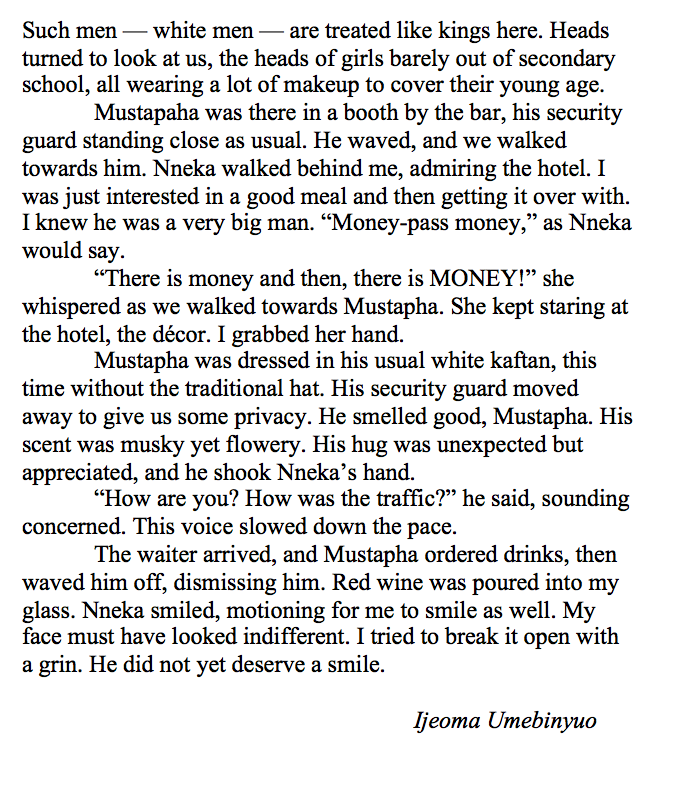 Such men — white men — are treated like kings here. Heads
turned to look at us, the heads of girls barely out of secondary
school, all wearing a lot of makeup to cover their young age.
Mustapaha was there in a booth by the bar, his security
guard standing close as usual. He waved, and we walked
towards him. Nneka walked behind me, admiring the hotel. I
was just interested in a good meal and then getting it over with.
I knew he was a very big man. “Money-pass money,” as Nneka
would say.
“There is money and then, there is MONEY!” she
whispered as we walked towards Mustapha. She kept staring at
the hotel, the décor. I grabbed her hand.
Mustapha was dressed in his usual white kaftan, this
time without the traditional hat. His security guard moved
away to give us some privacy. He smelled good, Mustapha. His
scent was musky yet flowery. His hug was unexpected but
appreciated, and he shook Nneka’s hand.
“How are you? How was the traffic?” he said, sounding
concerned. This voice slowed down the pace.
The waiter arrived, and Mustapha ordered drinks, then
waved him off, dismissing him. Red wine was poured into my
glass. Nneka smiled, motioning for me to smile as well. My
face must have looked indifferent. I tried to break it open with
a grin. He did not yet deserve a smile.
Ijeoma Umebinyuo